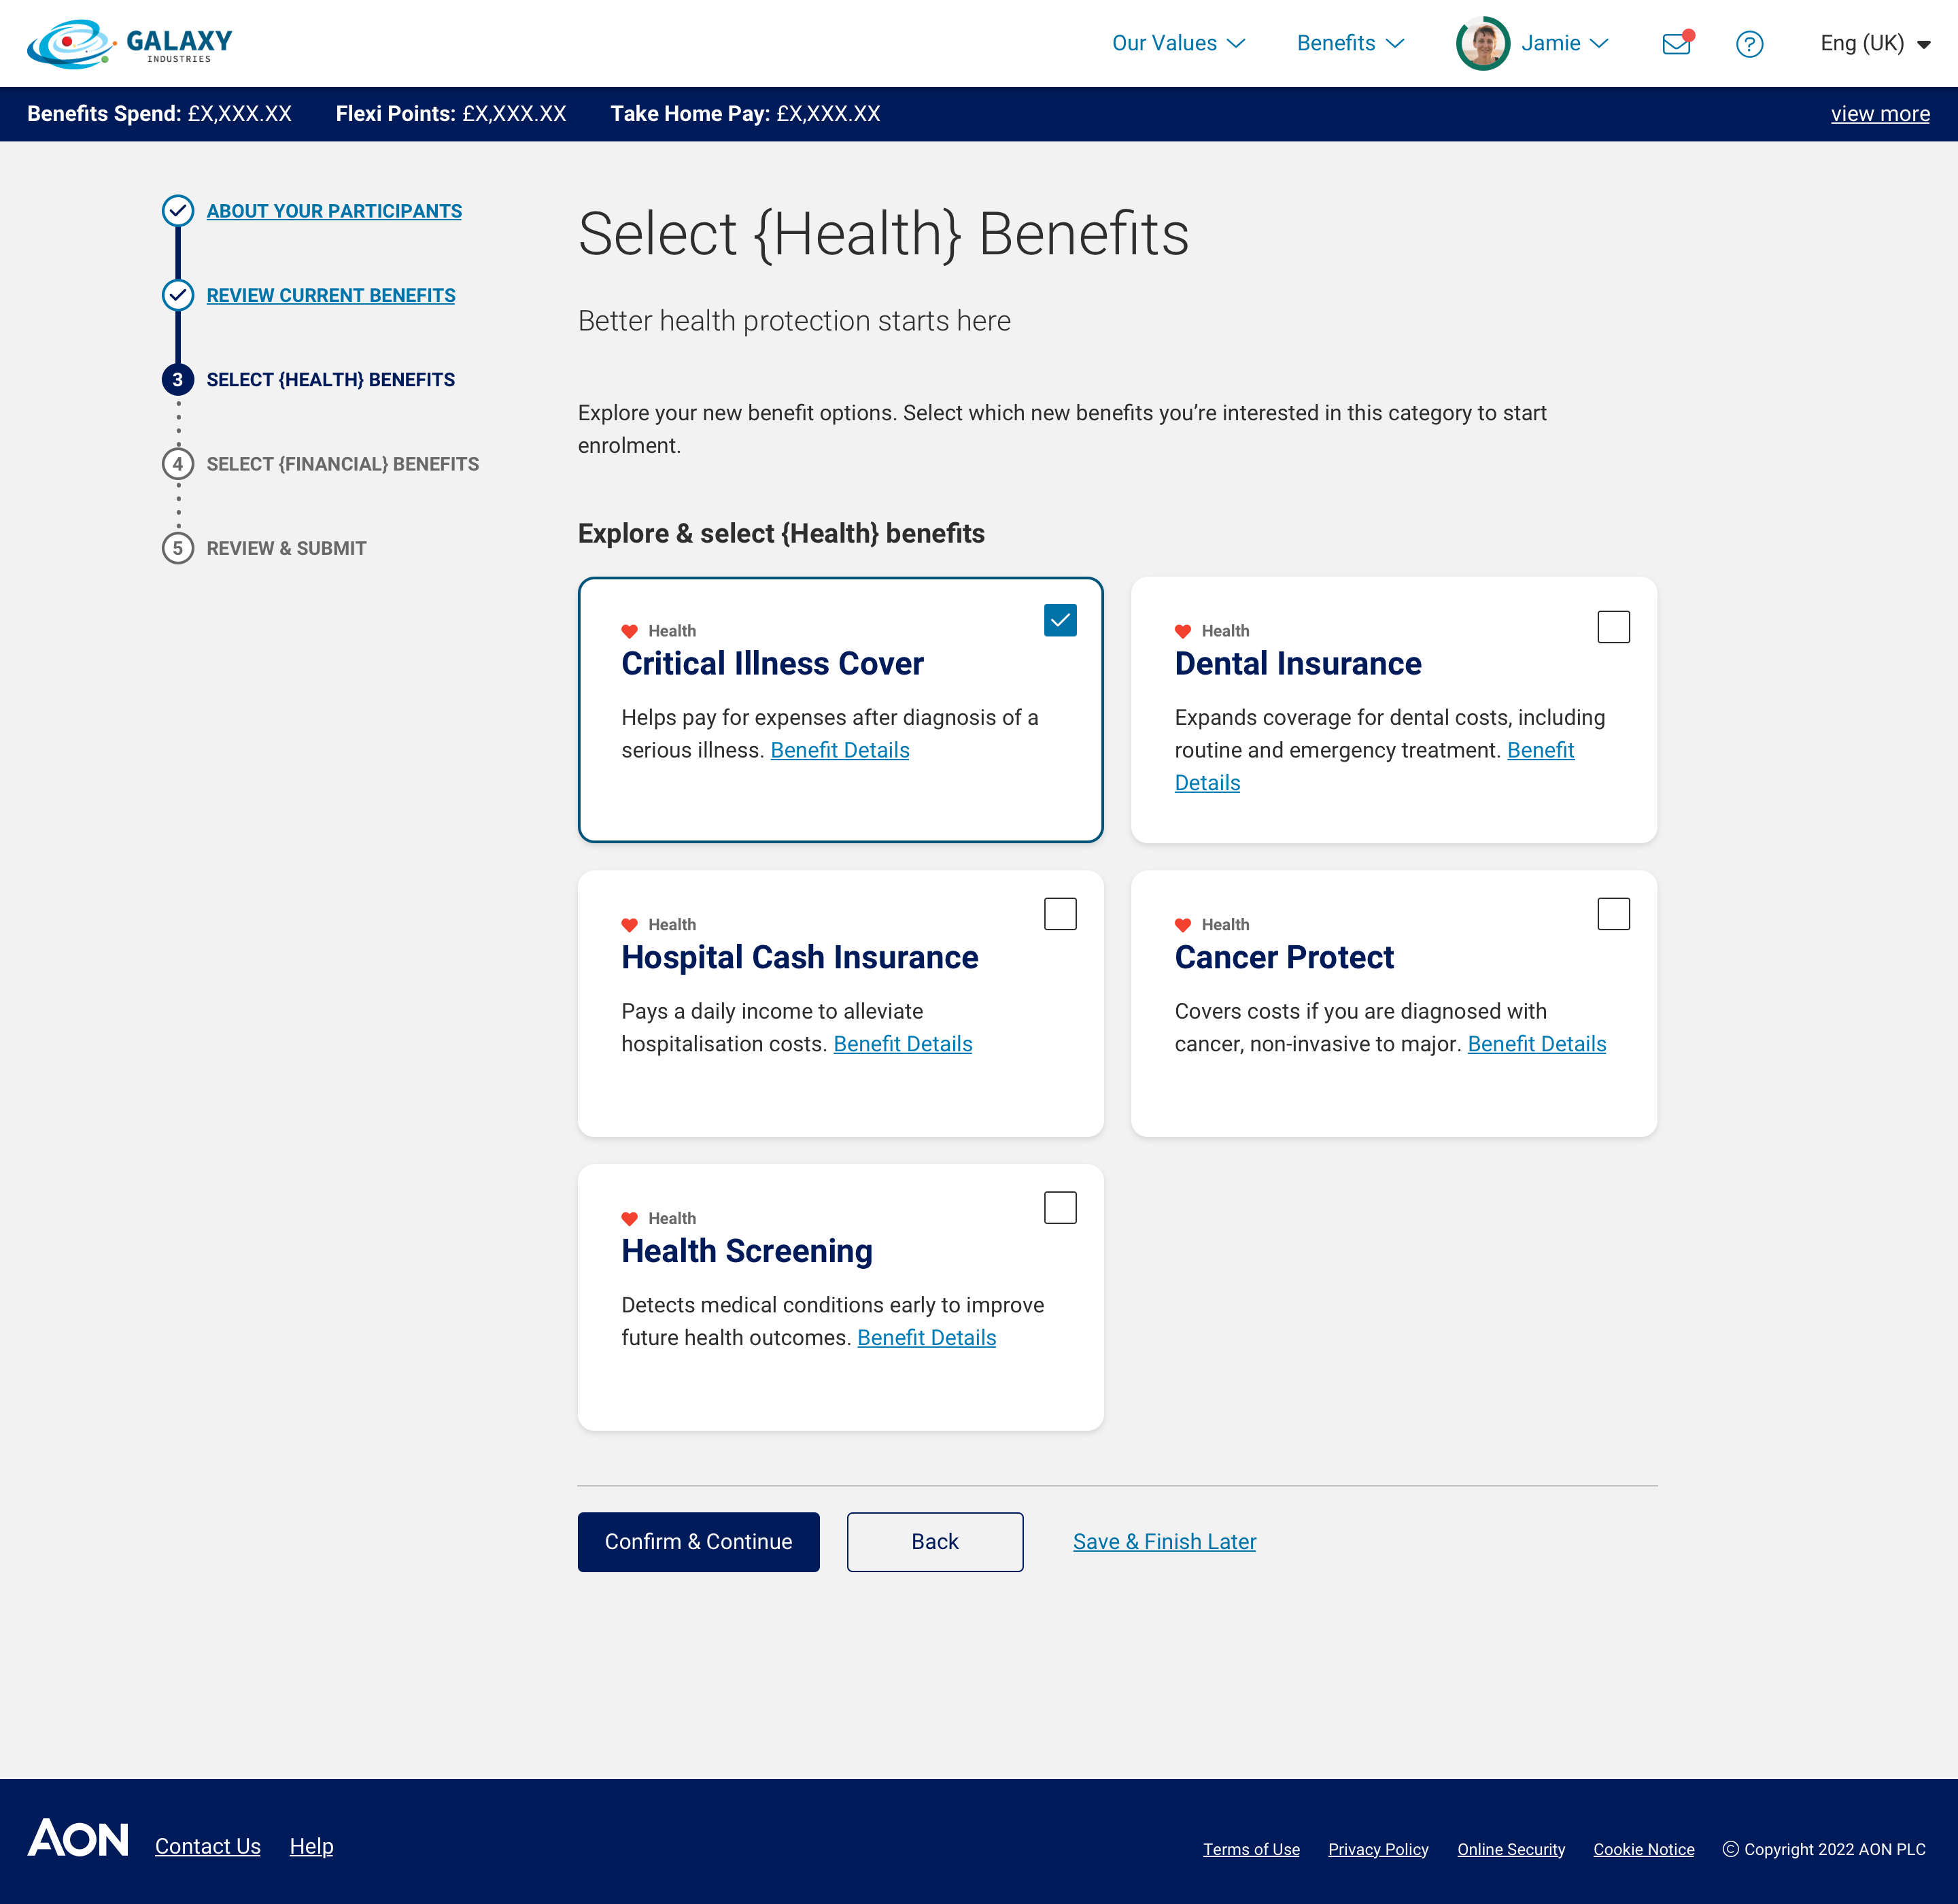 GALAXY
INDUSTRIES
Our Values
Benefits
Jamie
?
Eng (UK)
Benefits Spend: £X,XXX.XX
Flexi Points: £X,XXX.XX
Take Home Pay: £X,XXX.XX
view more
ABOUT YOUR PARTICIPANTS
REVIEW CURRENT BENEFITS
3 SELECT {HEALTH} BENEFITS
4 SELECT {FINANCIAL} BENEFITS
5 REVIEW & SUBMIT
Select {Health} Benefits
Better health protection starts here
Explore your new benefit options. Select which new benefits you’re interested in this category to start
enrolment.
Explore & select {Health} benefits
Health
Critical Illness Cover
Helps pay for expenses after diagnosis of a
serious illness. Benefit Details
Health
Dental Insurance
Expands coverage for dental costs, including
routine and emergency treatment. Benefit
Details
Health
Hospital Cash Insurance
Pays a daily income to alleviate
hospitalisation costs. Benefit Details
Health
Cancer Protect
Covers costs if you are diagnosed with
cancer, non-invasive to major. Benefit Details
Health
Health Screening
Detects medical conditions early to improve
future health outcomes. Benefit Details
Confirm & Continue
Back
Save & Finish Later
AON
Contact Us
Help
Terms of Use
Privacy Policy
Online Security
Cookie Notice
© Copyright 2022 AON PLC